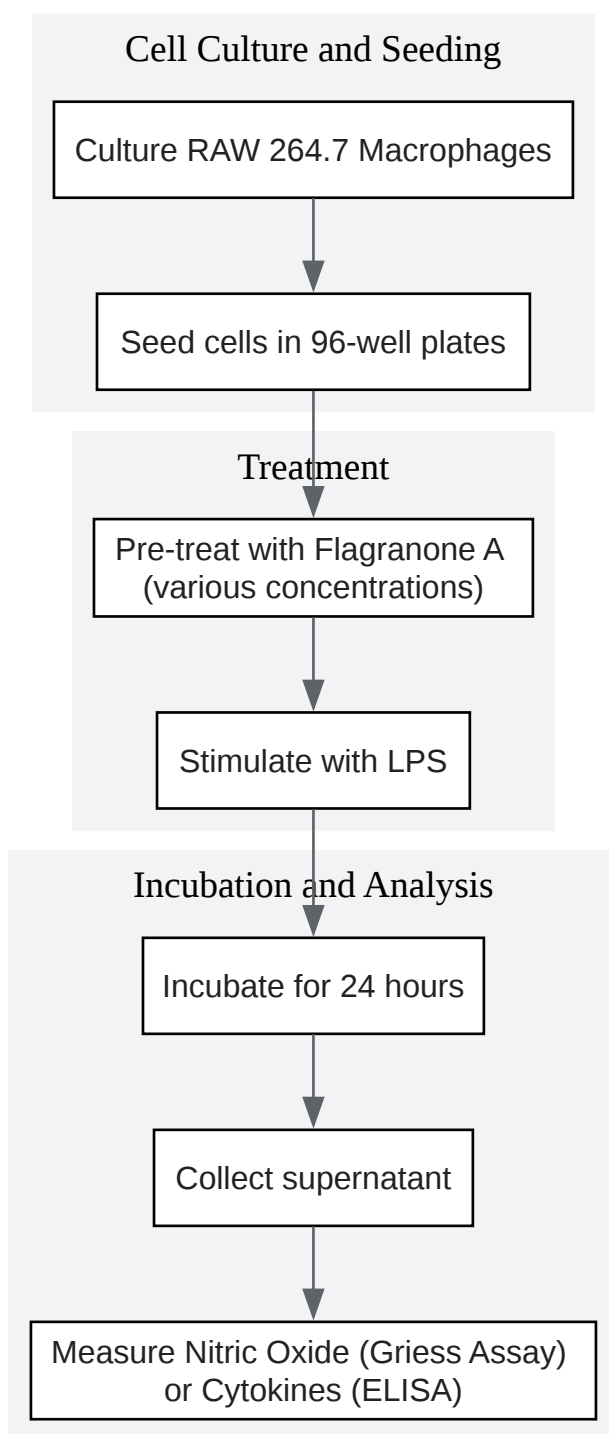 Cell Culture and Seeding
Culture RAW 264.7 Macrophages
Seed cells in 96-well plates
Treatment
Pre-treat with Flagranone A
(various concentrations)
Stimulate with LPS
Incubation and Analysis
Incubate for 24 hours
Collect supernatant
Measure Nitric Oxide (Griess Assay)
or Cytokines (ELISA)